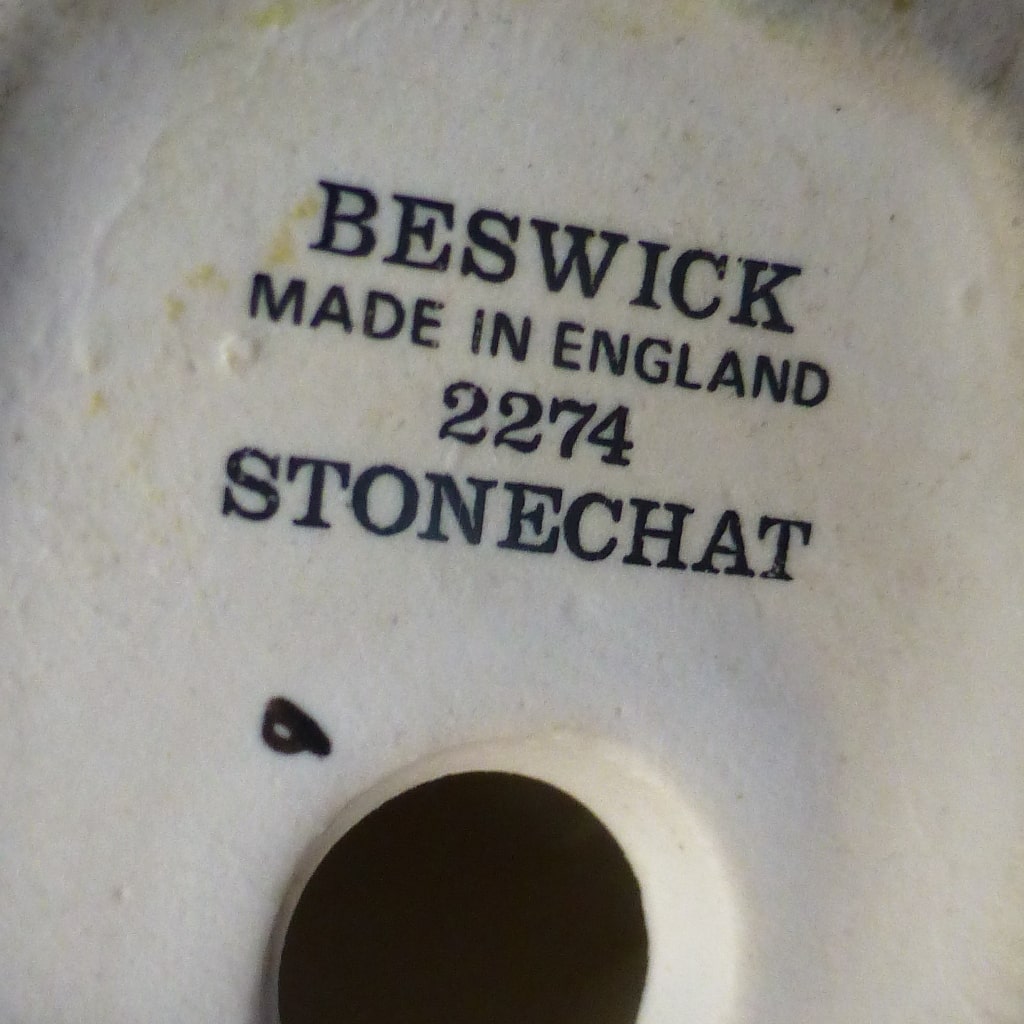 BESWICK
MADE IN ENGLAND
2274
STONECHAT